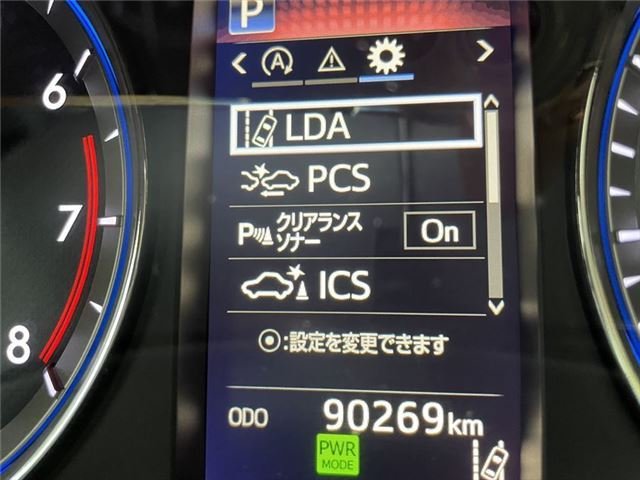 P
A
LDA
PCS
P クリアランス
ソナー
On
ICS
⦿:設定を変更できます
ODO 90269km
PWR
MODE
6
7
8